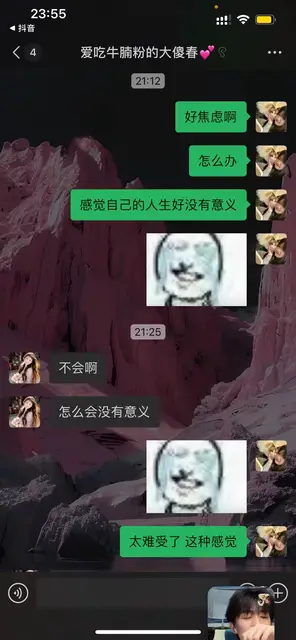 23:55
抖音
4
爱吃牛腩粉的大傻春💕
21:12
好焦虑啊
怎么办
感觉自己的人生好没有意义
21:25
不会啊
怎么会没有意义
太难受了 这种感觉